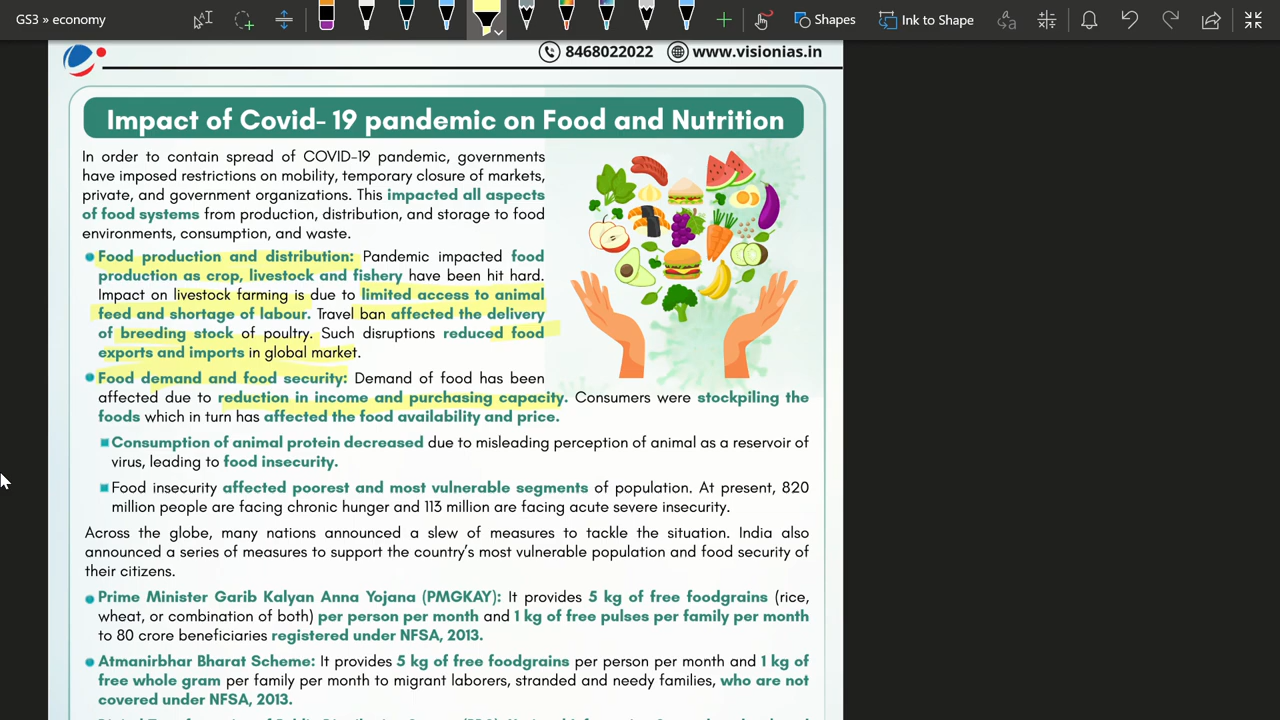 GS3 » economy
Shapes
Ink to Shape
8468022022 www.visionias.in
Impact of Covid- 19 pandemic on Food and Nutrition
In order to contain spread of COVID-19 pandemic, governments
have imposed restrictions on mobility, temporary closure of markets,
private, and government organizations. This impacted all aspects
of food systems from production, distribution, and storage to food
environments, consumption, and waste.
Food production and distribution: Pandemic impacted food
production as crop, livestock and fishery have been hit hard.
Impact on livestock farming is due to limited access to animal
feed and shortage of labour. Travel ban affected the delivery
of breeding stock of poultry. Such disruptions reduced food
exports and imports in global market.
Food demand and food security: Demand of food has been
affected due to reduction in income and purchasing capacity. Consumers were stockpiling the
foods which in turn has affected the food availability and price.
Consumption of animal protein decreased due to misleading perception of animal as a reservoir of
virus, leading to food insecurity.
Food insecurity affected poorest and most vulnerable segments of population. At present, 820
million people are facing chronic hunger and 113 million are facing acute severe insecurity.
Across the globe, many nations announced a slew of measures to tackle the situation. India also
announced a series of measures to support the country's most vulnerable population and food security of
their citizens.
Prime Minister Garib Kalyan Anna Yojana (PMGKAY): It provides 5 kg of free foodgrains (rice,
wheat, or combination of both) per person per month and 1 kg of free pulses per family per month
to 80 crore beneficiaries registered under NFSA, 2013.
Atmanirbhar Bharat Scheme: It provides 5 kg of free foodgrains per person per month and 1 kg of
free whole gram per family per month to migrant laborers, stranded and needy families, who are not
covered under NFSA, 2013.